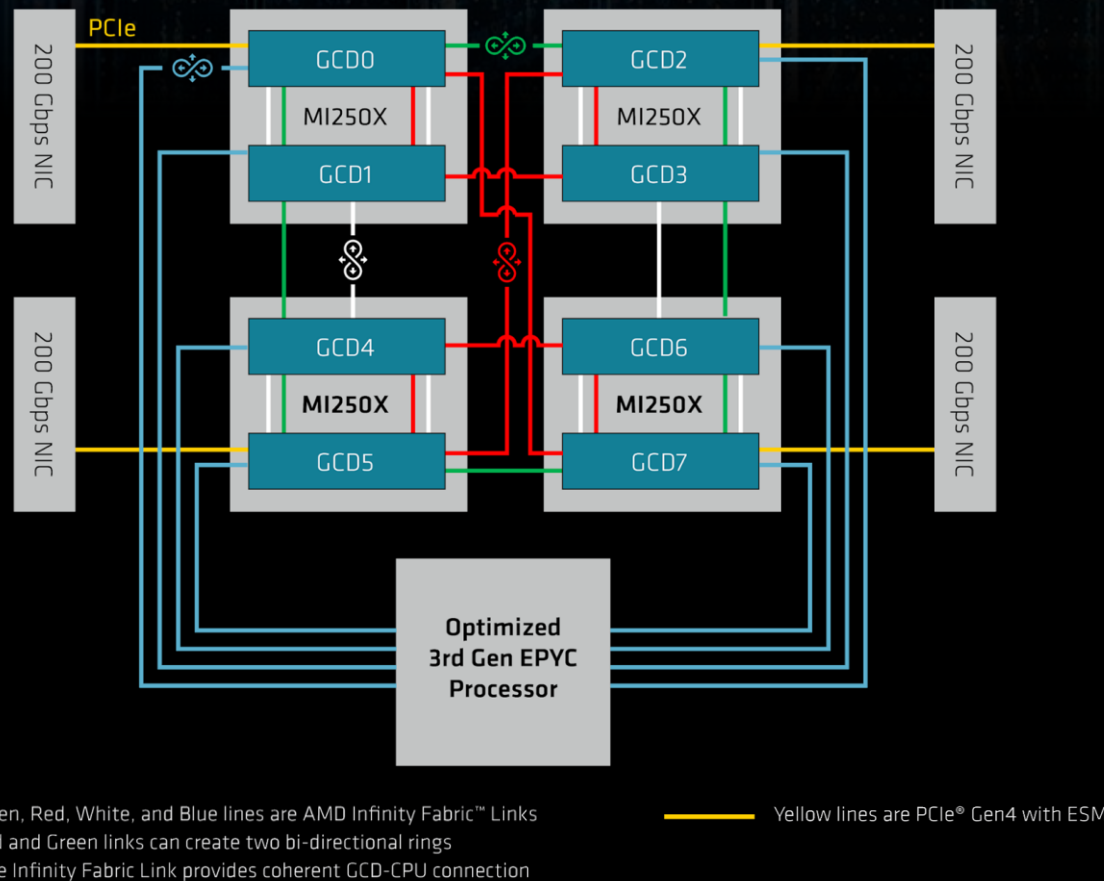 PCIe
200 Gbps NIC
GCD0
MI250X
GCD1
GCD2
MI250X
GCD3
200 Gbps NIC
200 Gbps NIC
GCD4
MI250X
GCD5
GCD6
MI250X
GCD7
200 Gbps NIC
Optimized
3rd Gen EPYC
Processor
en, Red, White, and Blue lines are AMD Infinity Fabric™ Links
d and Green links can create two bi-directional rings
e Infinity Fabric Link provides coherent GCD-CPU connection
Yellow lines are PCIe® Gen4 with ESM